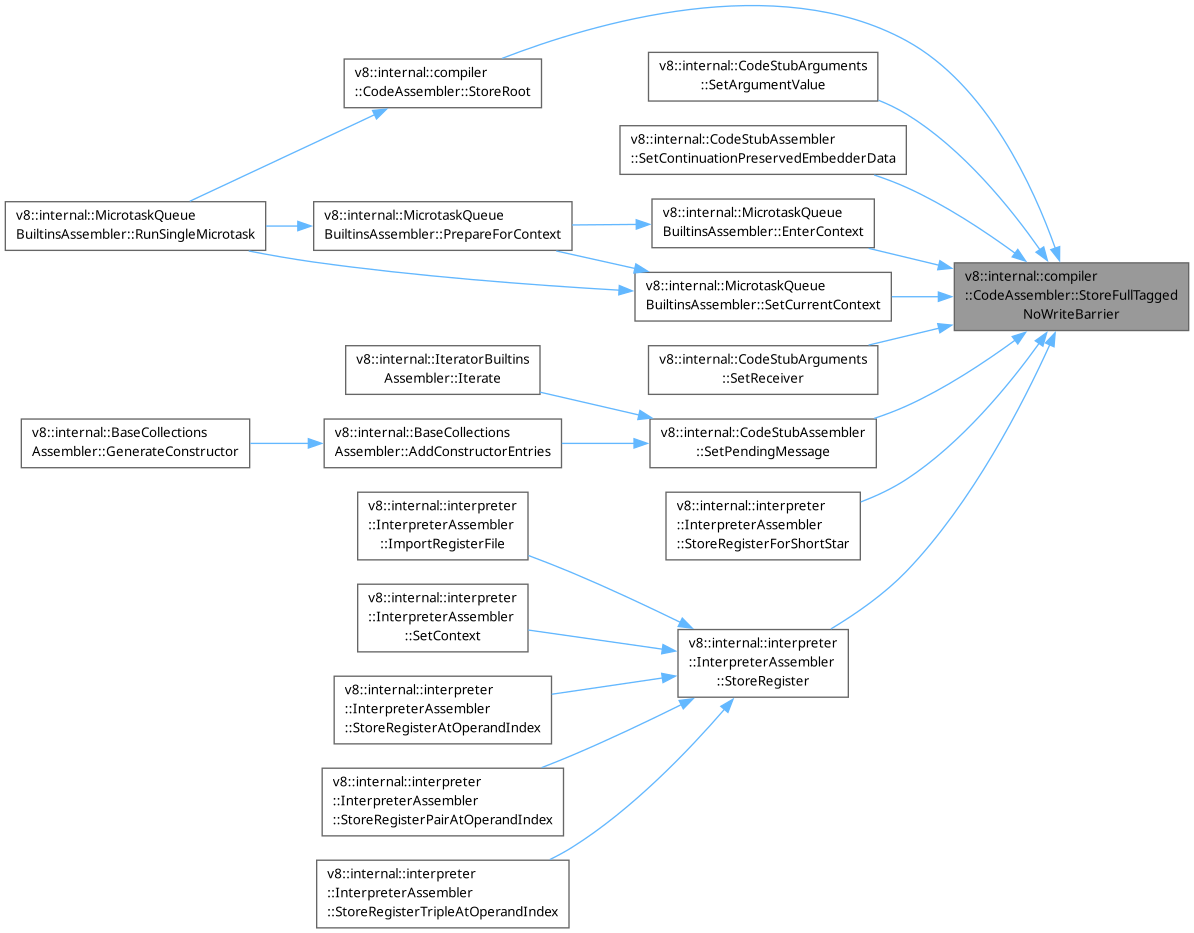 v8::internal::compiler
::CodeAssembler::StoreRoot
v8::internal::CodeStubArguments
::SetArgumentValue
v8::internal::CodeStubAssembler
::SetContinuationPreservedEmbedderData
v8::internal::MicrotaskQueue
BuiltinsAssembler::RunSingleMicrotask
v8::internal::MicrotaskQueue
BuiltinsAssembler::PrepareForContext
v8::internal::MicrotaskQueue
BuiltinsAssembler::EnterContext
v8::internal::MicrotaskQueue
BuiltinsAssembler::SetCurrentContext
v8::internal::compiler
::CodeAssembler::StoreFullTagged
NoWriteBarrier
v8::internal::IteratorBuiltins
Assembler::Iterate
v8::internal::CodeStubArguments
::SetReceiver
v8::internal::BaseCollections
Assembler::GenerateConstructor
v8::internal::BaseCollections
Assembler::AddConstructorEntries
v8::internal::CodeStubAssembler
::SetPendingMessage
v8::internal::interpreter
::InterpreterAssembler
::ImportRegisterFile
v8::internal::interpreter
::InterpreterAssembler
::StoreRegisterForShortStar
v8::internal::interpreter
::InterpreterAssembler
::SetContext
v8::internal::interpreter
::InterpreterAssembler
::StoreRegister
v8::internal::interpreter
::InterpreterAssembler
::StoreRegisterAtOperandIndex
v8::internal::interpreter
::InterpreterAssembler
::StoreRegisterPairAtOperandIndex
v8::internal::interpreter
::InterpreterAssembler
::StoreRegisterTripleAtOperandIndex